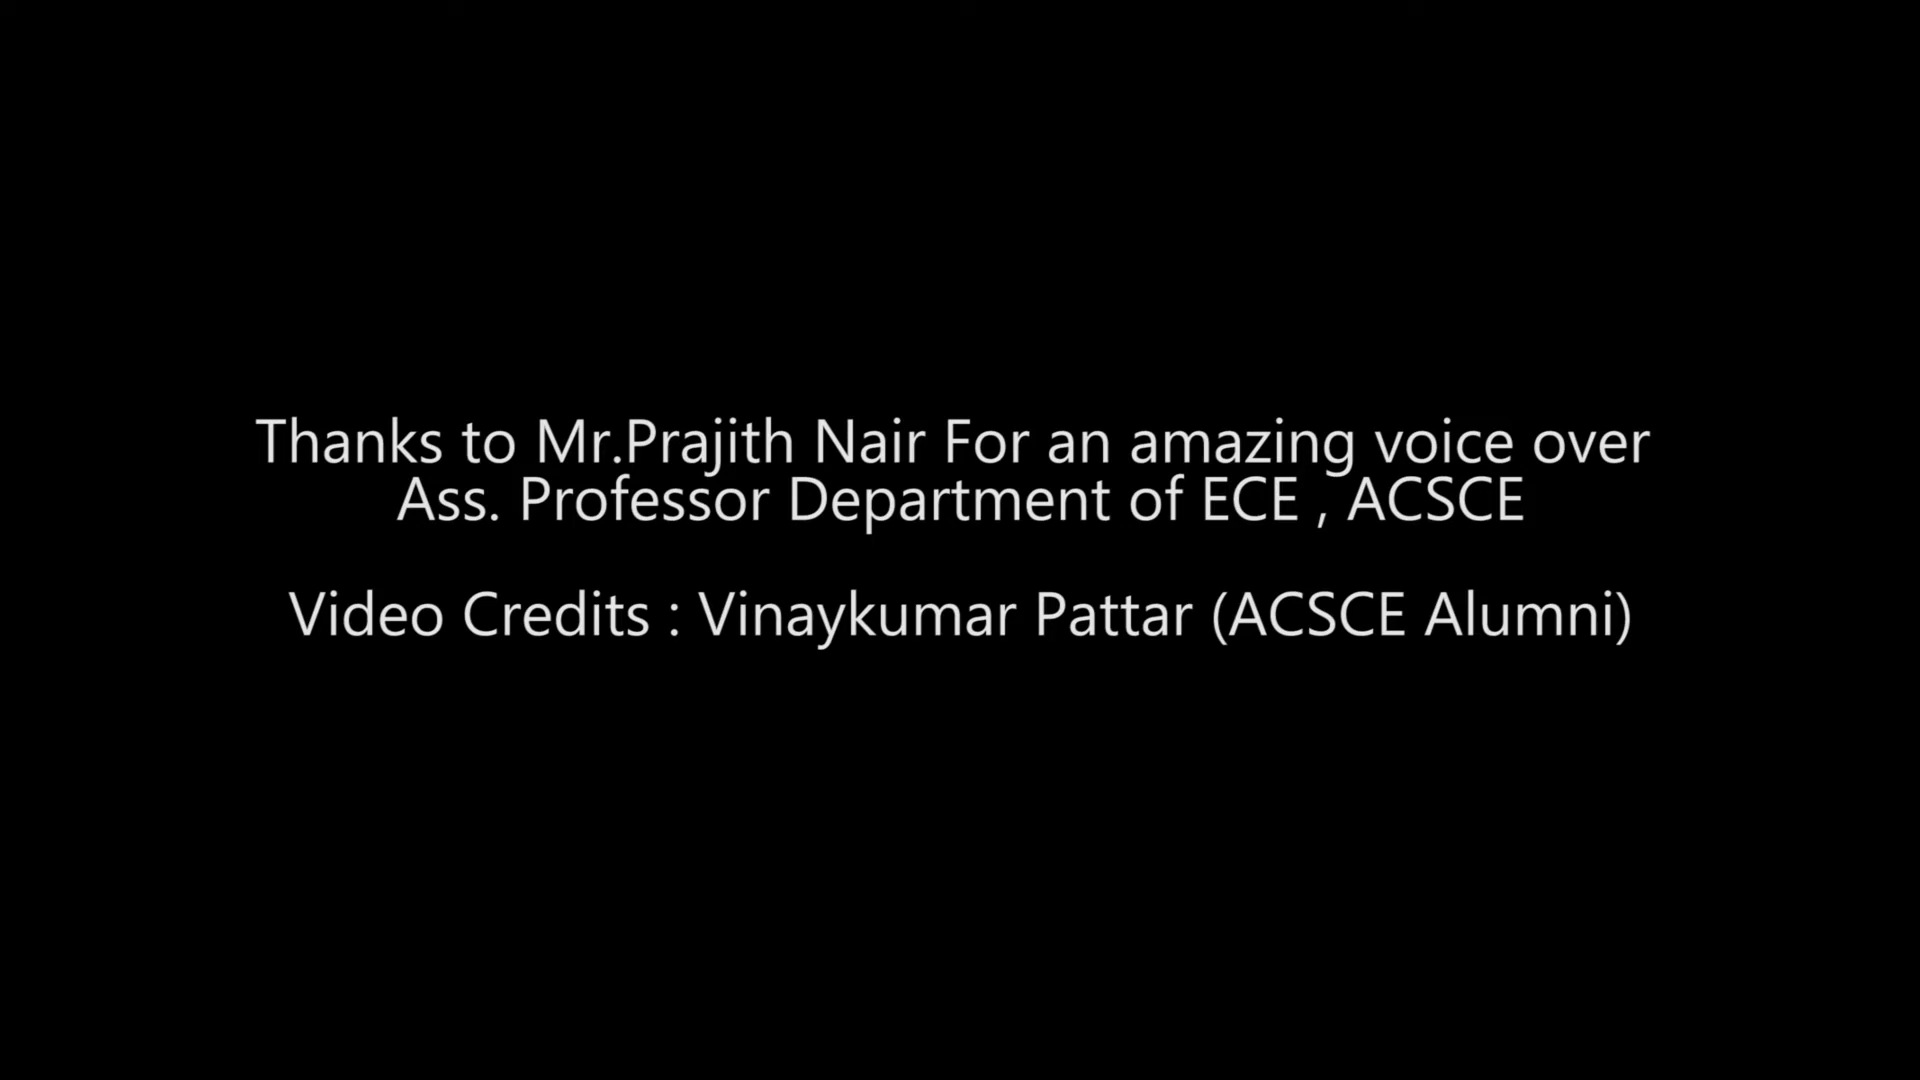 Thanks to Mr.Prajith Nair For an amazing voice over
Ass. Professor Department of ECE , ACSCE
Video Credits : Vinaykumar Pattar (ACSCE Alumni)